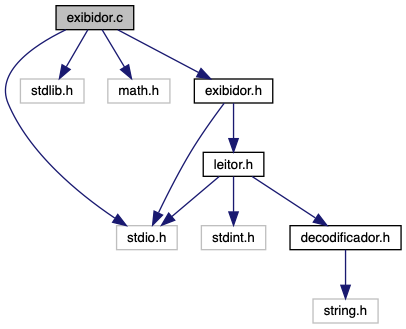 exibidor.c
stdlib.h
math.h
exibidor.h
leitor.h
stdio.h
stdint.h
decodificador.h
string.h